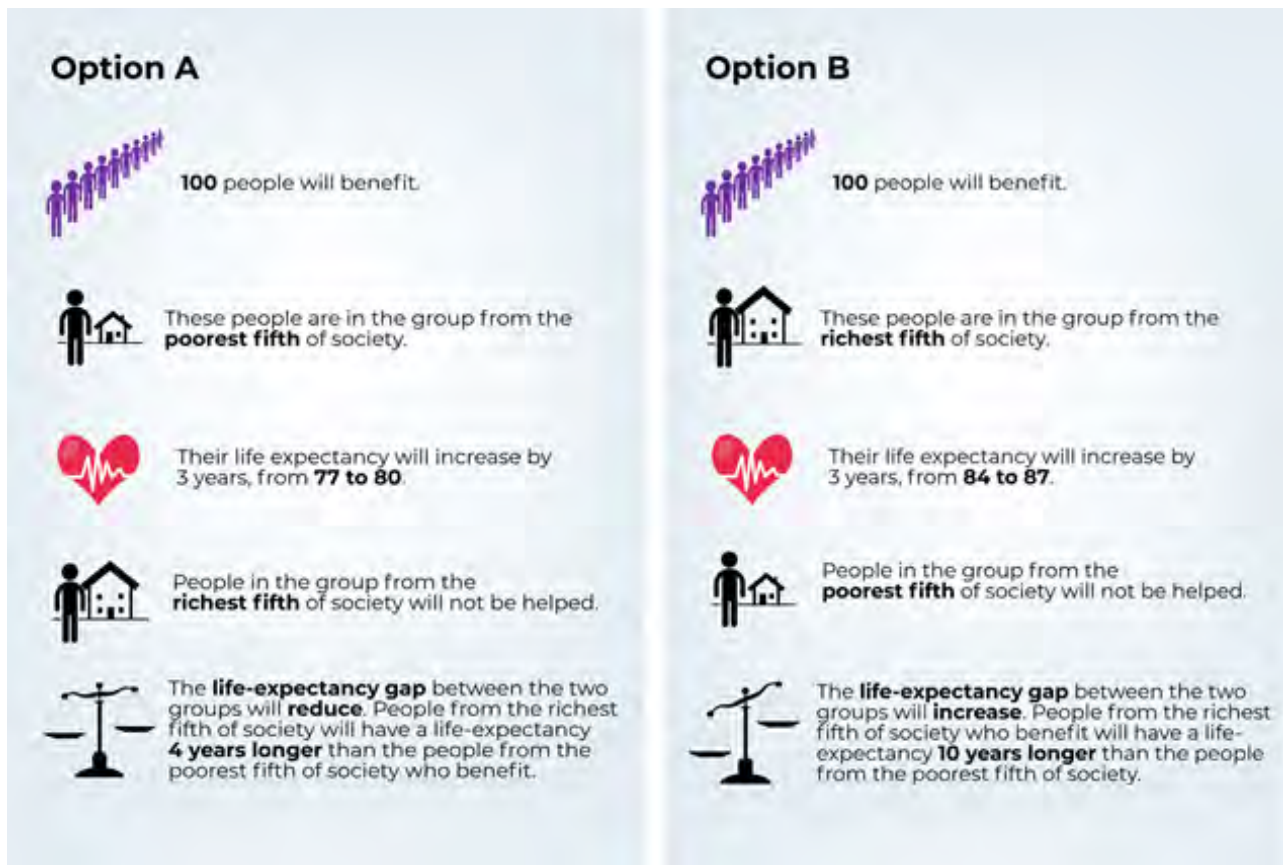 Option A
100 people will benefit.
These people are in the group from the
poorest fifth of society.
Their life expectancy will increase by
3 years, from 77 to 80.
People in the group from the
richest fifth of society will not be helped.
The life-expectancy gap between the two
groups will reduce. People from the richest
fifth of society will have a life-expectancy
4 years longer than the people from the
poorest fifth of society who benefit.
Option B
100 people will benefit.
These people are in the group from the
richest fifth of society.
Their life expectancy will increase by
3 years, from 84 to 87.
People in the group from the
poorest fifth of society will not be helped.
The life-expectancy gap between the two
groups will increase. People from the richest
fifth of society who benefit will have a life-
expectancy 10 years longer than the people
from the poorest fifth of society.